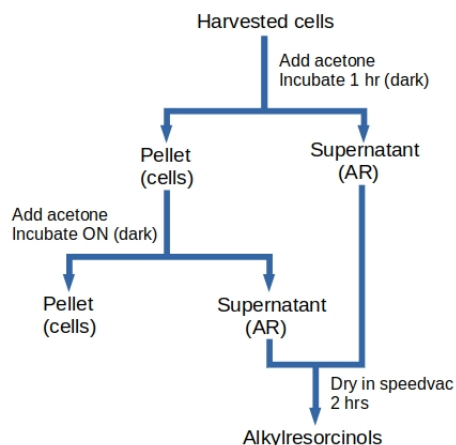 Harvested cells
Add acetone
Incubate 1 hr (dark)
Pellet
(cells)
Supernatant
(AR)
Add acetone
Incubate ON (dark)
Pellet
(cells)
Supernatant
(AR)
Dry in speedvac
2 hrs
Alkylresorcinols